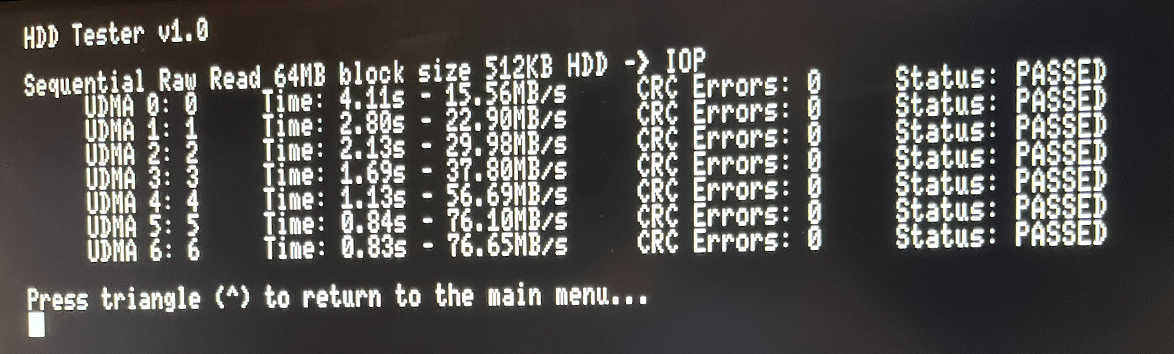 HDD Tester v1.0
Sequential Raw Read 64MB block size 512KB HDD -> IOP
UDMA 0: 0 Time: 4.11s - 15.56MB/s CRC Errors: 0 Status: PASSED
UDMA 1: 1 Time: 2.80s - 22.90MB/s CRC Errors: 0 Status: PASSED
UDMA 2: 2 Time: 2.13s - 29.98MB/s CRC Errors: 0 Status: PASSED
UDMA 3: 3 Time: 1.69s - 37.80MB/s CRC Errors: 0 Status: PASSED
UDMA 4: 4 Time: 1.13s - 56.69MB/s CRC Errors: 0 Status: PASSED
UDMA 5: 5 Time: 0.84s - 76.10MB/s CRC Errors: 0 Status: PASSED
UDMA 6: 6 Time: 0.83s - 76.65MB/s CRC Errors: 0 Status: PASSED
Press triangle (^) to return to the main menu...